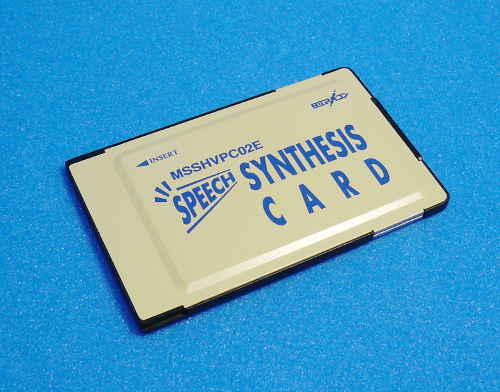 INSERT
MSSHVPC02E
SPEECH SYNTHESIS
CARD